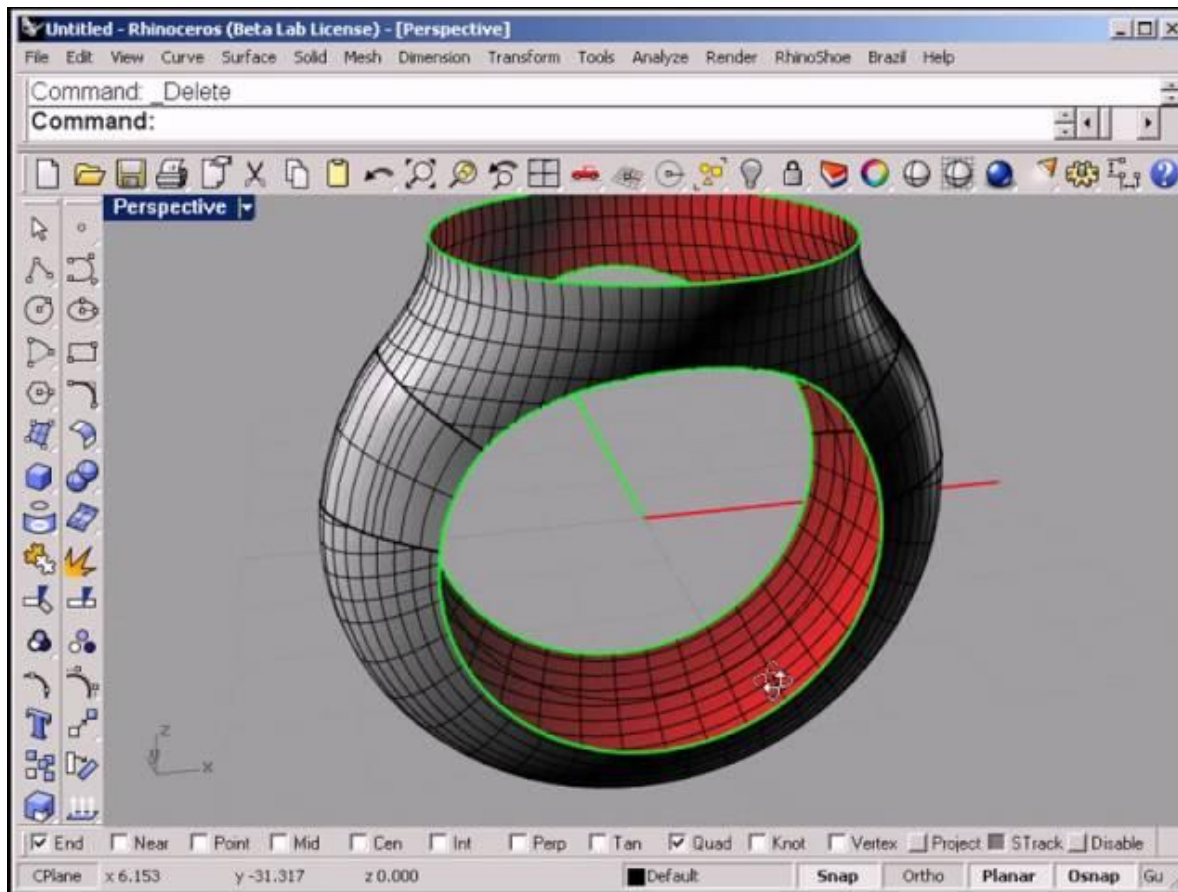 Untitled - Rhinoceros (Beta Lab License) - [Perspective]
File Edit View Curve Surface Solid Mesh Dimension Transform Tools Analyze Render RhinoShoe Brazil Help
Command: _Delete
Command:
Perspective
z
y
x
End Near Point Mid Cen Int Perp Tan Quad Knot Vertex Project STrack Disable
CPlane x 6.153 y -31.317 z 0.000 Default Snap Ortho Planar Osnap Gu